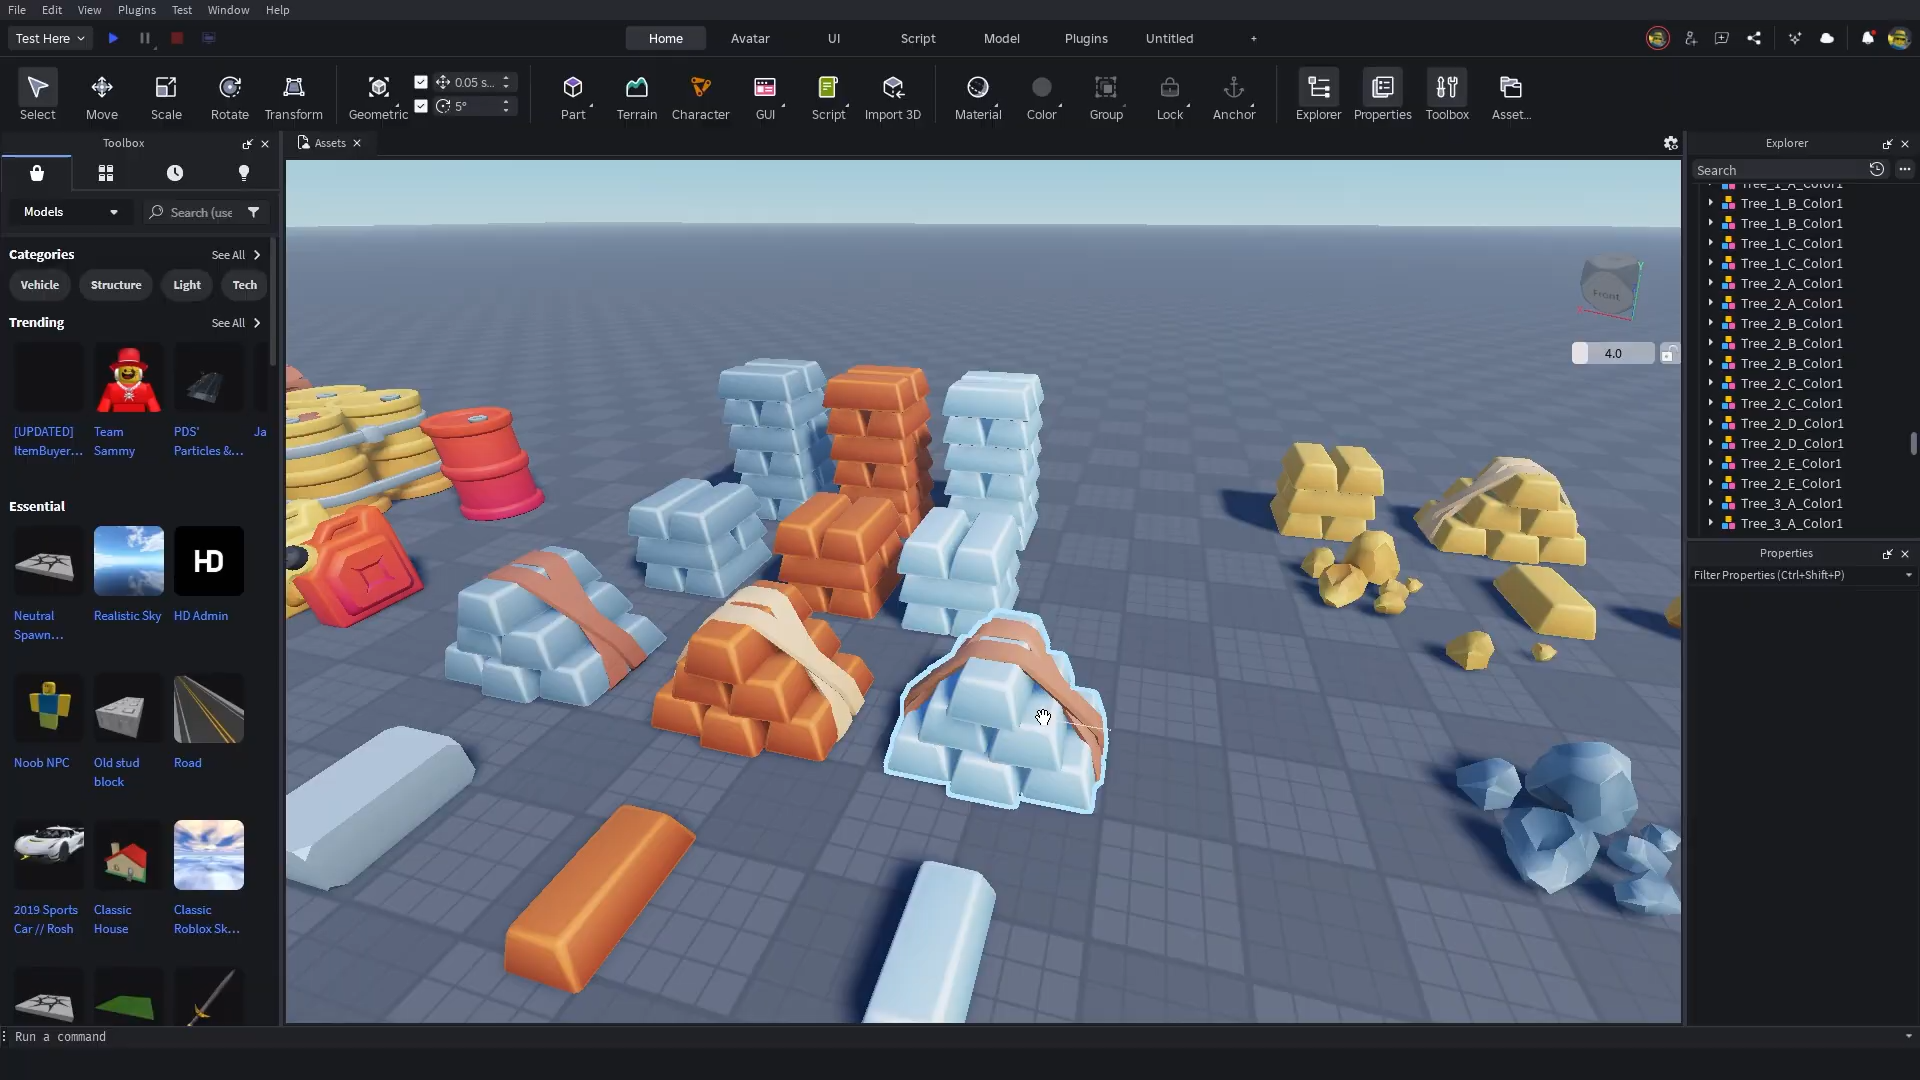 File Edit View Plugins Test Window Help
Test Here
Home Avatar UI Script Model Plugins Untitled +
Select Move Scale Rotate Transform Geometric 0.05 s... 5° Part Terrain Character GUI Script Import 3D Material Color Group Lock Anchor Explorer Properties Toolbox Asset...
Toolbox
Models
Search (use
Categories
See All
Vehicle Structure Light Tech
Trending
See All
[UPDATED] ItemBuyer...
Team Sammy
PDS' Particles &...
Ja
Essential
HD
Neutral Spawn...
Realistic Sky
HD Admin
Noob NPC
Old stud block
Road
2019 Sports Car // Rosh
Classic House
Classic Roblox Sk...
Assets
Front
Y
4.0
Explorer
Search
Tree_1_A_Color1
Tree_1_B_Color1
Tree_1_B_Color1
Tree_1_C_Color1
Tree_1_C_Color1
Tree_2_A_Color1
Tree_2_A_Color1
Tree_2_B_Color1
Tree_2_B_Color1
Tree_2_B_Color1
Tree_2_C_Color1
Tree_2_C_Color1
Tree_2_D_Color1
Tree_2_D_Color1
Tree_2_E_Color1
Tree_2_E_Color1
Tree_3_A_Color1
Tree_3_A_Color1
Properties
Filter Properties (Ctrl+Shift+P)
Run a command